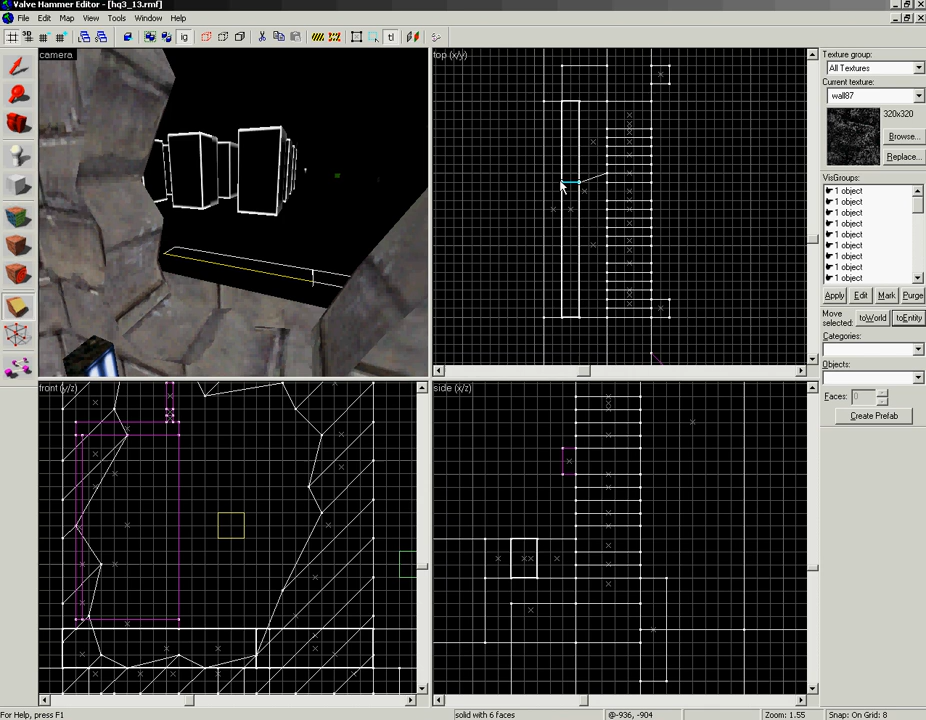 Valve Hammer Editor - [hq3_13.rmf]
File Edit Map View Tools Window Help
ig
tl
camera
top (x/y)
front (y/z)
side (x/z)
Texture group:
All Textures
Current texture:
wall87
320x320
Browse...
Replace...
VisGroups:
1 object
1 object
1 object
1 object
1 object
1 object
1 object
1 object
1 object
Apply Edit Mark Purge
Move selected: toWorld toEntity
Categories:
Objects:
Faces: 0
Create Prefab
For Help, press F1
solid with 6 faces
@-936, -904
Zoom: 1.55
Snap: On Grid: 8